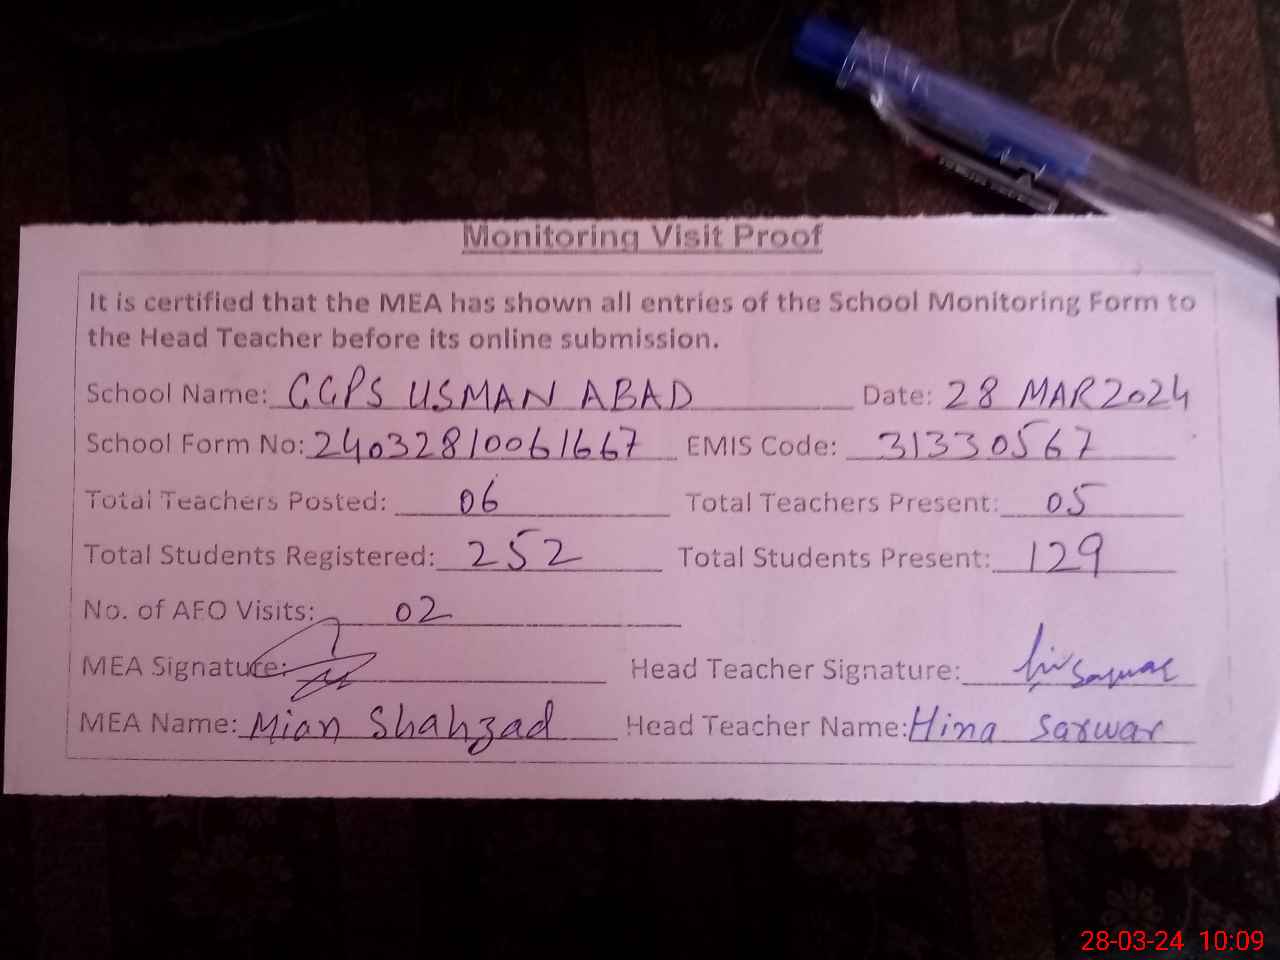 Monitoring Visit Proof
It is certified that the MEA has shown all entries of the School Monitoring Form to
the Head Teacher before its online submission.
School Name: GGPS USMAN ABAD Date: 28 MAR 2024
School Form No: 24032810061667 EMIS Code: 31330567
Total Teachers Posted: 06 Total Teachers Present: 05
Total Students Registered: 252 Total Students Present: 129
No. of AEO Visits: 02
MEA Signature: Head Teacher Signature:
MEA Name: Mian Shahzad Head Teacher Name: Hina Sarwar
28-03-24 10:09